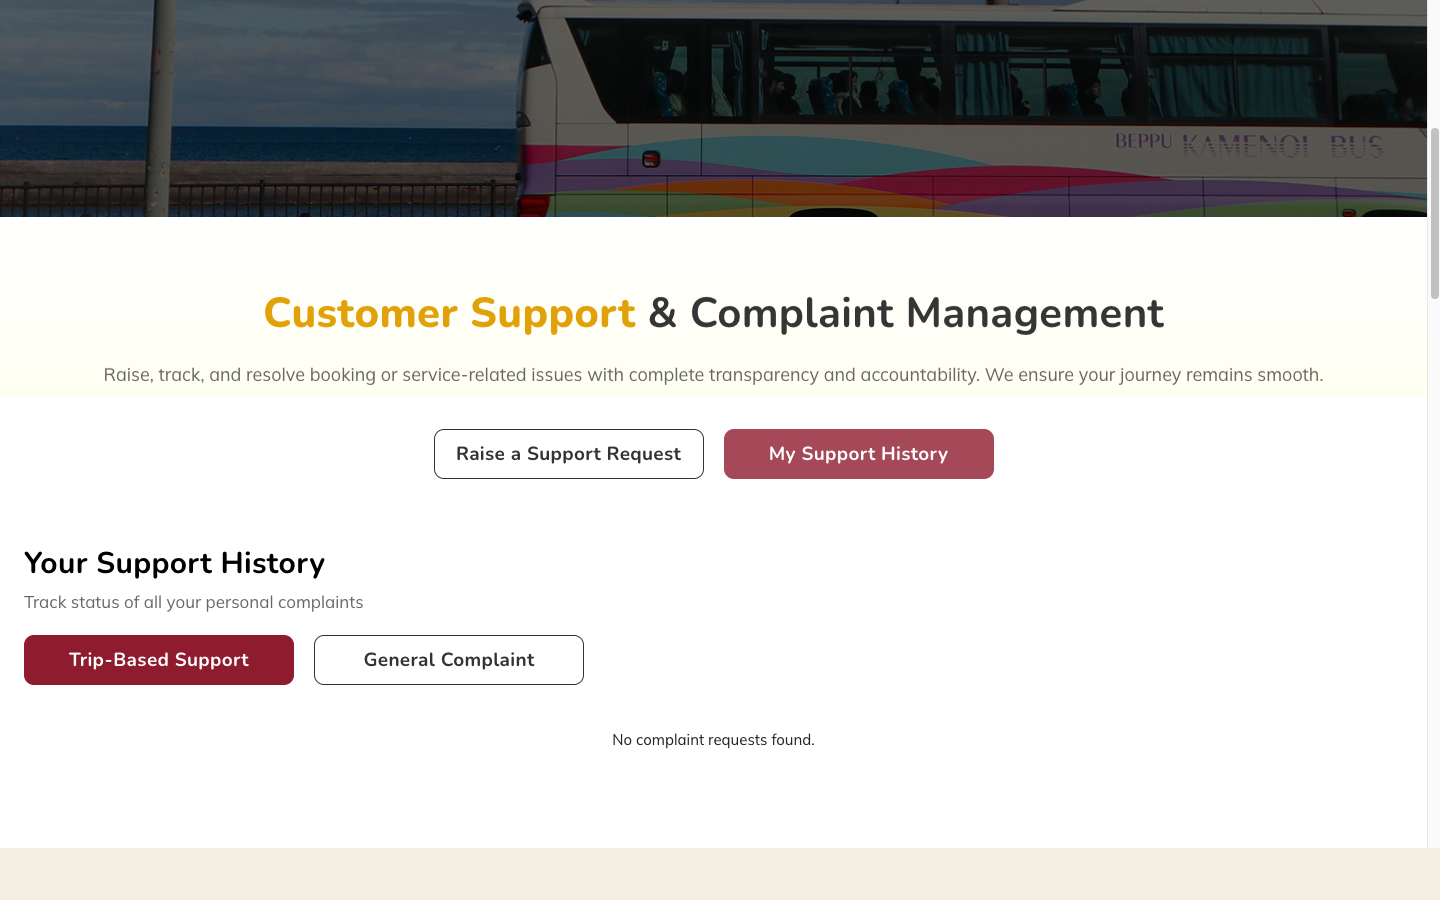 BEPPU KAMENOI BUS
Customer Support & Complaint Management
Raise, track, and resolve booking or service-related issues with complete transparency and accountability. We ensure your journey remains smooth.
Raise a Support Request
My Support History
Your Support History
Track status of all your personal complaints
Trip-Based Support
General Complaint
No complaint requests found.